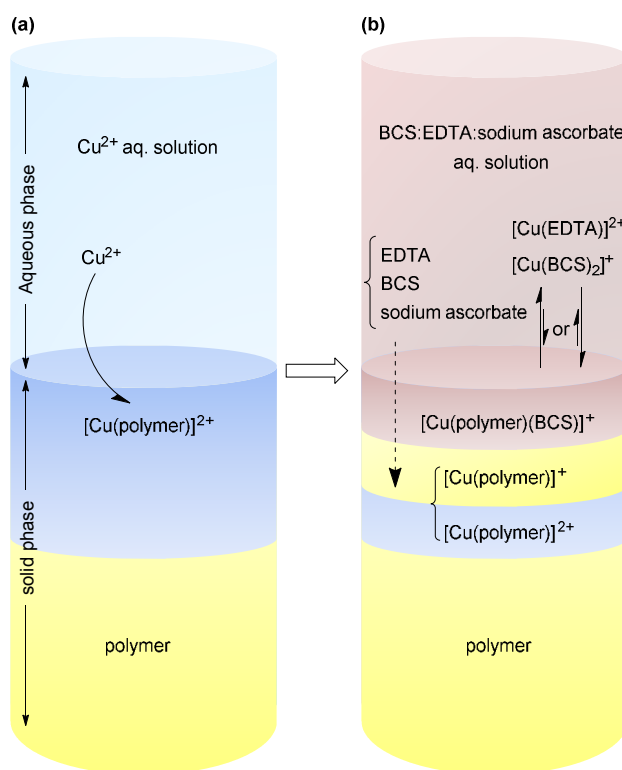 (a)
Cu²⁺ aq. solution
Aqueous phase
Cu²⁺
[Cu(polymer)]²⁺
solid phase
polymer
(b)
BCS:EDTA:sodium ascorbate
aq. solution
[Cu(EDTA)]²⁺
[Cu(BCS)₂]⁺
EDTA
BCS
sodium ascorbate
or
[Cu(polymer)(BCS)]⁺
[Cu(polymer)]⁺
[Cu(polymer)]²⁺
polymer